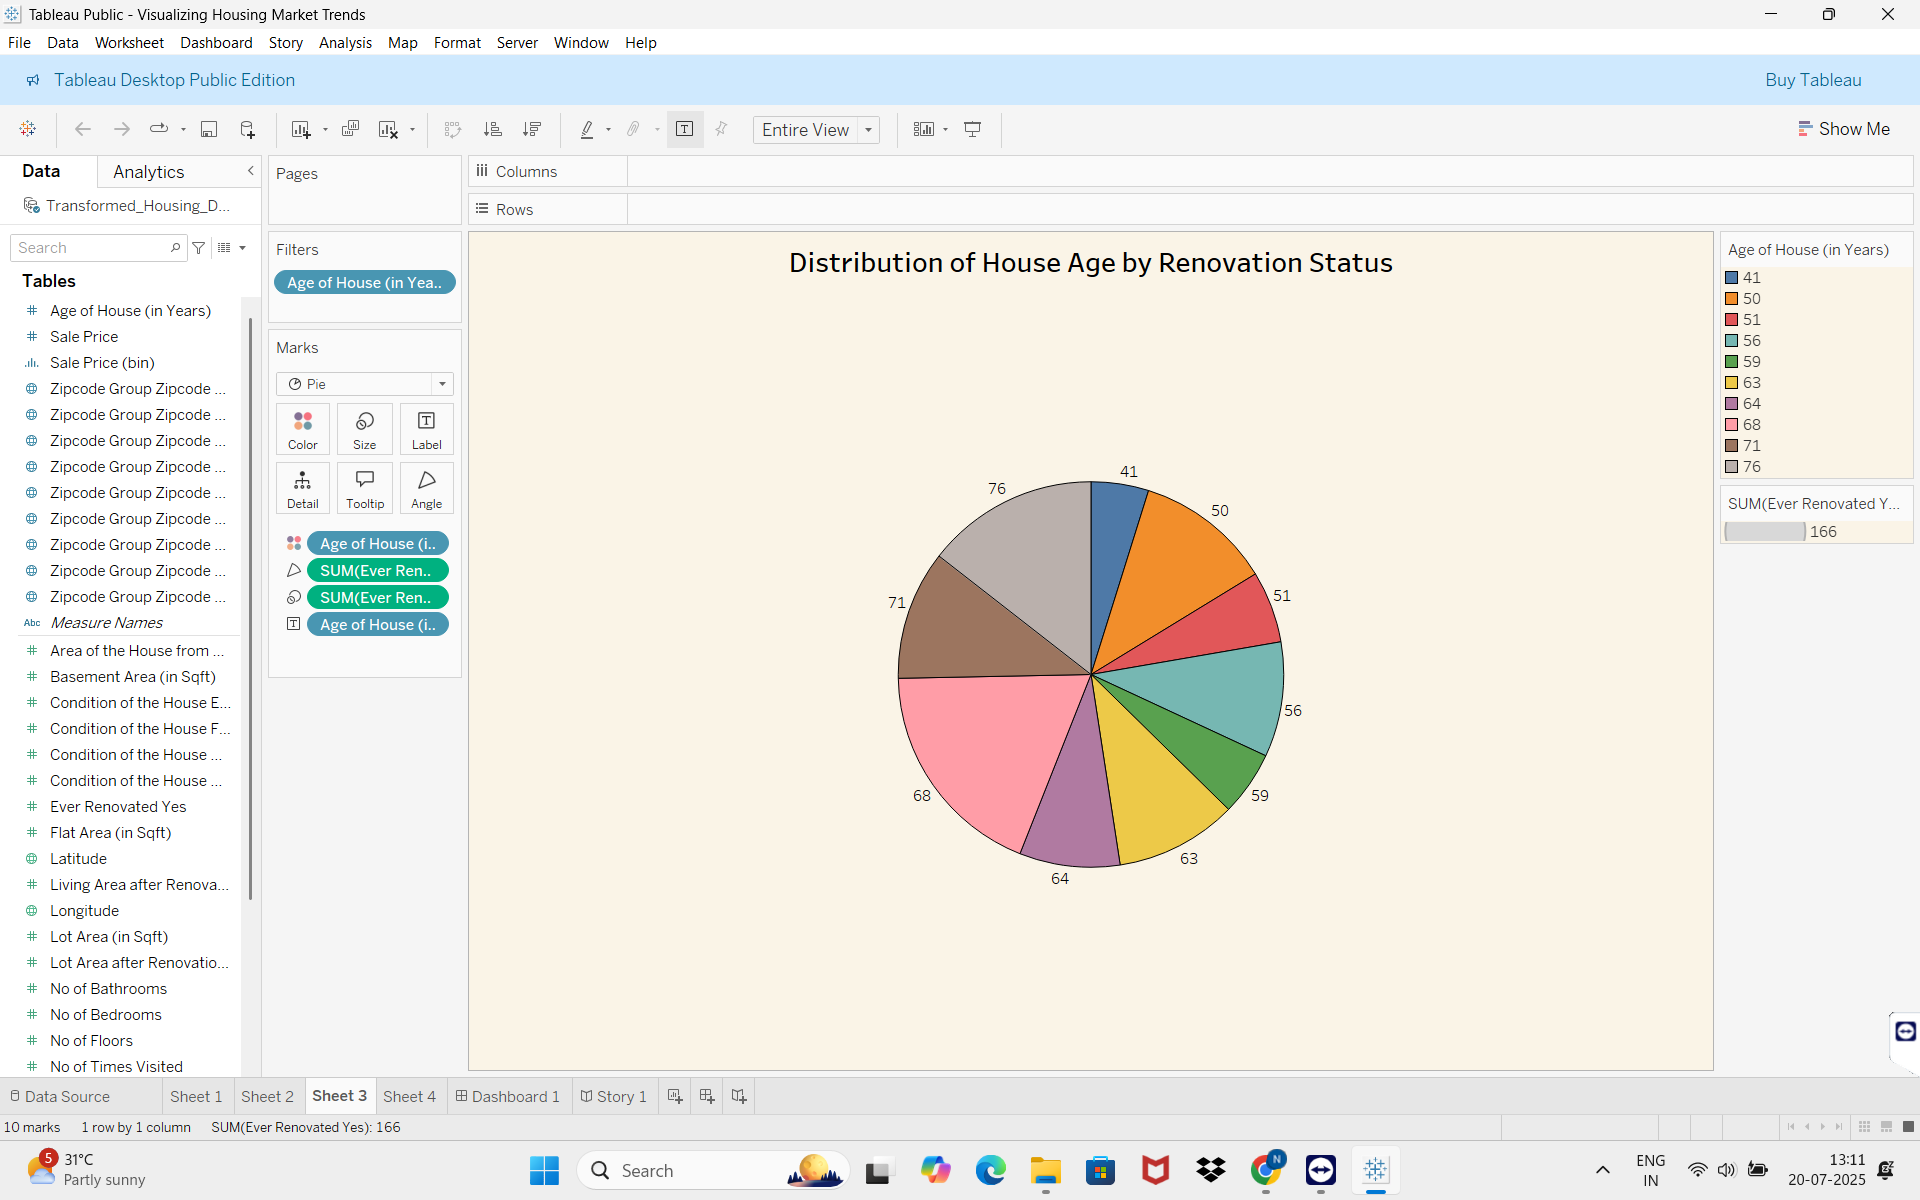 Tableau Public - Visualizing Housing Market Trends
File Data Worksheet Dashboard Story Analysis Map Format Server Window Help
Tableau Desktop Public Edition
Buy Tableau
Entire View
Show Me
Data
Analytics
Transformed_Housing_D...
Search
Tables
Age of House (in Years)
Sale Price
Sale Price (bin)
Zipcode Group Zipcode ...
Zipcode Group Zipcode ...
Zipcode Group Zipcode ...
Zipcode Group Zipcode ...
Zipcode Group Zipcode ...
Zipcode Group Zipcode ...
Zipcode Group Zipcode ...
Zipcode Group Zipcode ...
Zipcode Group Zipcode ...
Abc Measure Names
Area of the House from ...
Basement Area (in Sqft)
Condition of the House E...
Condition of the House F...
Condition of the House ...
Condition of the House ...
Ever Renovated Yes
Flat Area (in Sqft)
Latitude
Living Area after Renova...
Longitude
Lot Area (in Sqft)
Lot Area after Renovatio...
No of Bathrooms
No of Bedrooms
No of Floors
No of Times Visited
Pages
Filters
Age of House (in Yea..
Marks
Pie
Color
Size
Label
Detail
Tooltip
Angle
Age of House (i..
SUM(Ever Ren..
SUM(Ever Ren..
Age of House (i..
Columns
Rows
Distribution of House Age by Renovation Status
41
50
51
56
59
63
64
68
71
76
Age of House (in Years)
41
50
51
56
59
63
64
68
71
76
SUM(Ever Renovated Y...
166
Data Source
Sheet 1
Sheet 2
Sheet 3
Sheet 4
Dashboard 1
Story 1
10 marks
1 row by 1 column
SUM(Ever Renovated Yes): 166
5
31°C
Partly sunny
Search
N
ENG
IN
13:11
20-07-2025